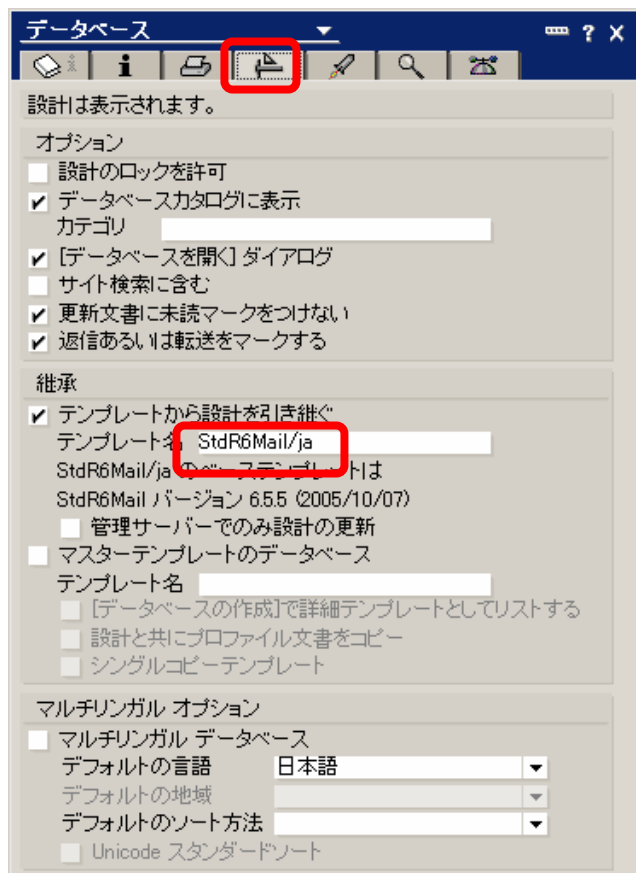 データベース
? X
i i
設計は表示されます。
オプション
設計のロックを許可
データベースカタログに表示
カテゴリ
[データベースを開く] ダイアログ
サイト検索に含む
更新文書に未読マークをつけない
返信あるいは転送をマークする
継承
テンプレートから設計を引き継ぐ
テンプレート名 StdR6Mail/ja
StdR6Mail/ja のベーステンプレートは
StdR6Mail バージョン 6.5.5 (2005/10/07)
管理サーバーでのみ設計の更新
マスターテンプレートのデータベース
テンプレート名
[データベースの作成]で詳細テンプレートとしてリストする
設計と共にプロファイル文書をコピー
シングルコピーテンプレート
マルチリンガル オプション
マルチリンガル データベース
デフォルトの言語 日本語
デフォルトの地域
デフォルトのソート方法
Unicode スタンダードソート